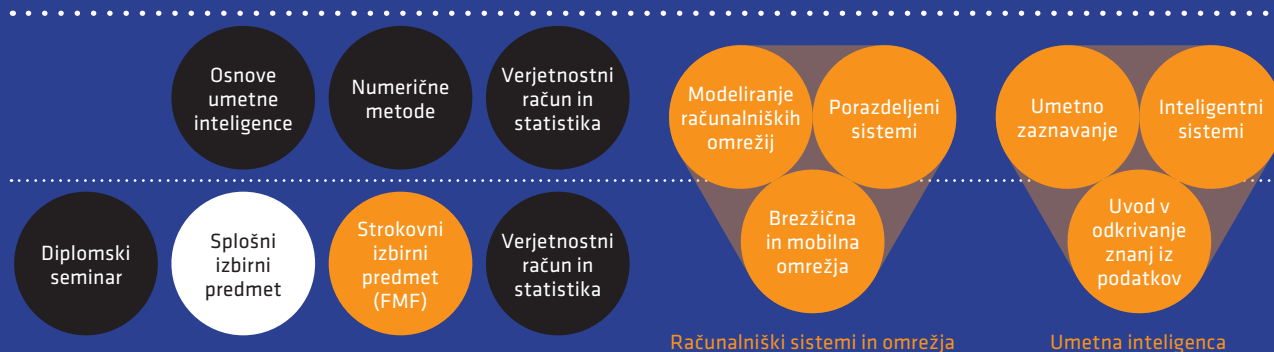 Osnove
umetne
inteligence
Numerične
metode
Verjetnostni
račun in
statistika
Modeliranje
računalniških
omrežij
Porazdeljeni
sistemi
Umetno
zaznavanje
Inteligentni
sistemi
Diplomski
seminar
Splošni
izbirni
predmet
Strokovni
izbirni
predmet
(FMF)
Verjetnostni
račun in
statistika
Brezžična
in mobilna
omrežja
Uvod v
odkrivanje
znanj iz
podatkov
Računalniški sistemi in omrežja
Umetna inteligenca